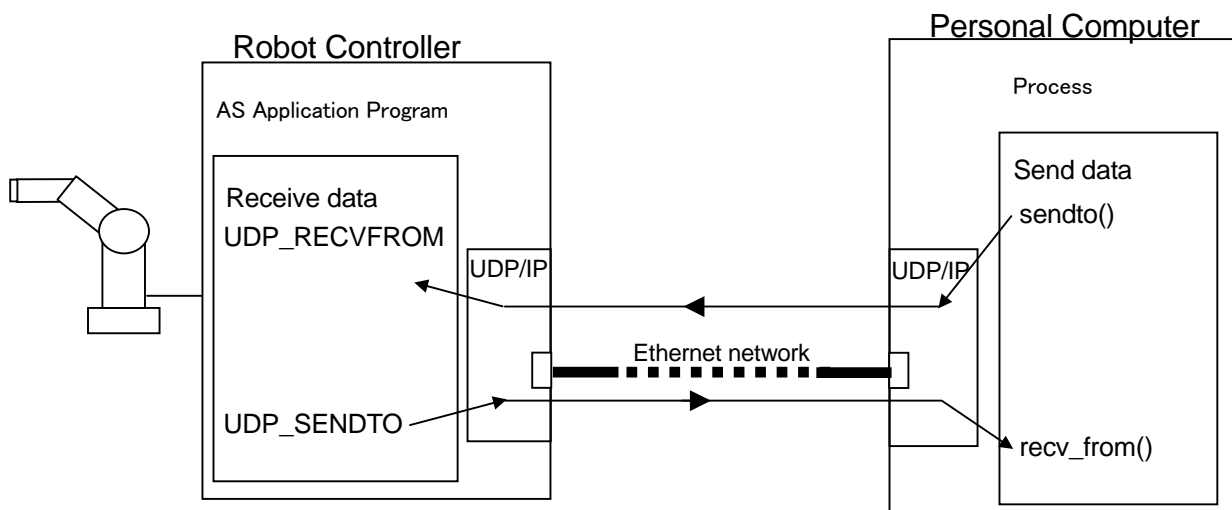 Robot Controller
AS Application Program
Receive data
UDP_RECVFROM
UDP/IP
UDP_SENDTO
Ethernet network
Personal Computer
Process
UDP/IP
Send data
sendto()
recv_from()